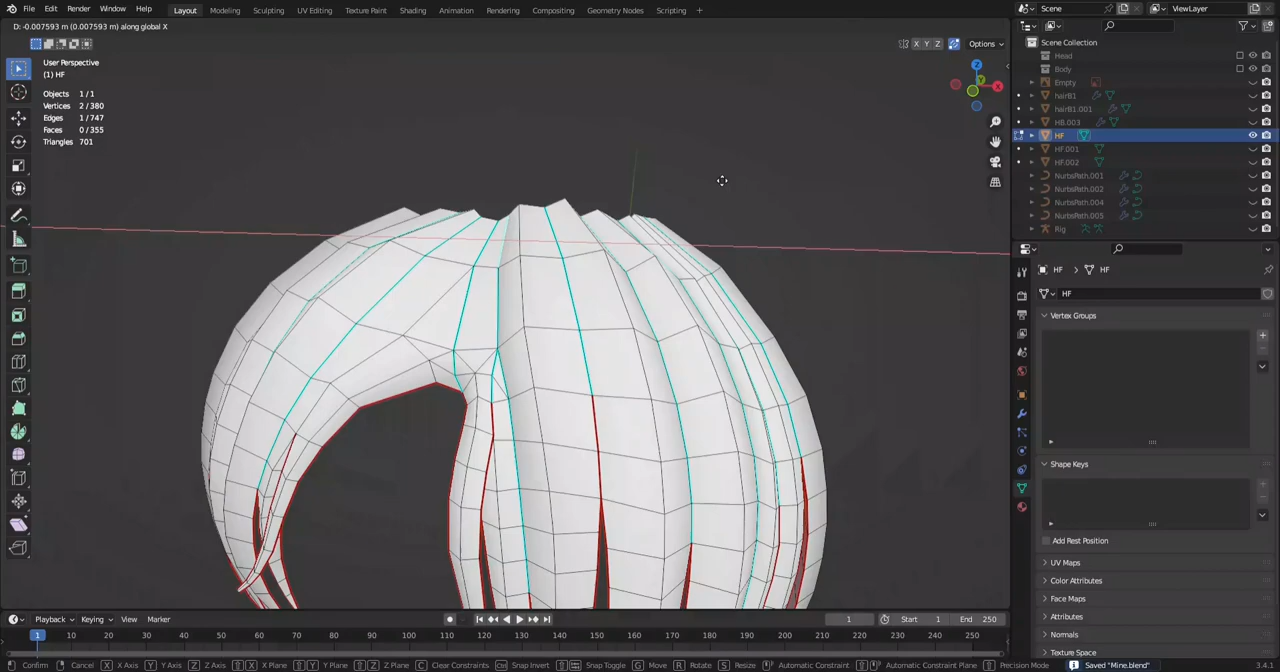 File Edit Render Window Help Layout Modeling Sculpting UV Editing Texture Paint Shading Animation Rendering Compositing Geometry Nodes Scripting + Scene ViewLayer
D: -0.007593 m (0.007593 m) along global X
X Y Z Options
User Perspective
(1) HF
Objects 1/1
Vertices 2/380
Edges 1/747
Faces 0/355
Triangles 701
Z
Y
X
Scene Collection
Head
Body
Empty
hairB1
hairB1.001
HB.003
HF
HF.001
HF.002
NurbsPath.001
NurbsPath.002
NurbsPath.004
NurbsPath.005
Rig
HF > HF
HF
Vertex Groups
Shape Keys
Add Rest Position
UV Maps
Color Attributes
Face Maps
Attributes
Normals
Texture Space
Playback Keying View Marker 1 Start 1 End 250
1 10 20 30 40 50 60 70 80 90 100 110 120 130 140 150 160 170 180 190 200 210 220 230 240 250
Confirm Cancel X X Axis Y Y Axis Z Z Axis X X Plane Y Y Plane Z Z Plane C Clear Constraints Snap Invert Snap Toggle G Move R Rotate S Resize Automatic Constraint Automatic Constraint Plane Precision Mode Saved "Mine.blend" 3.4.1